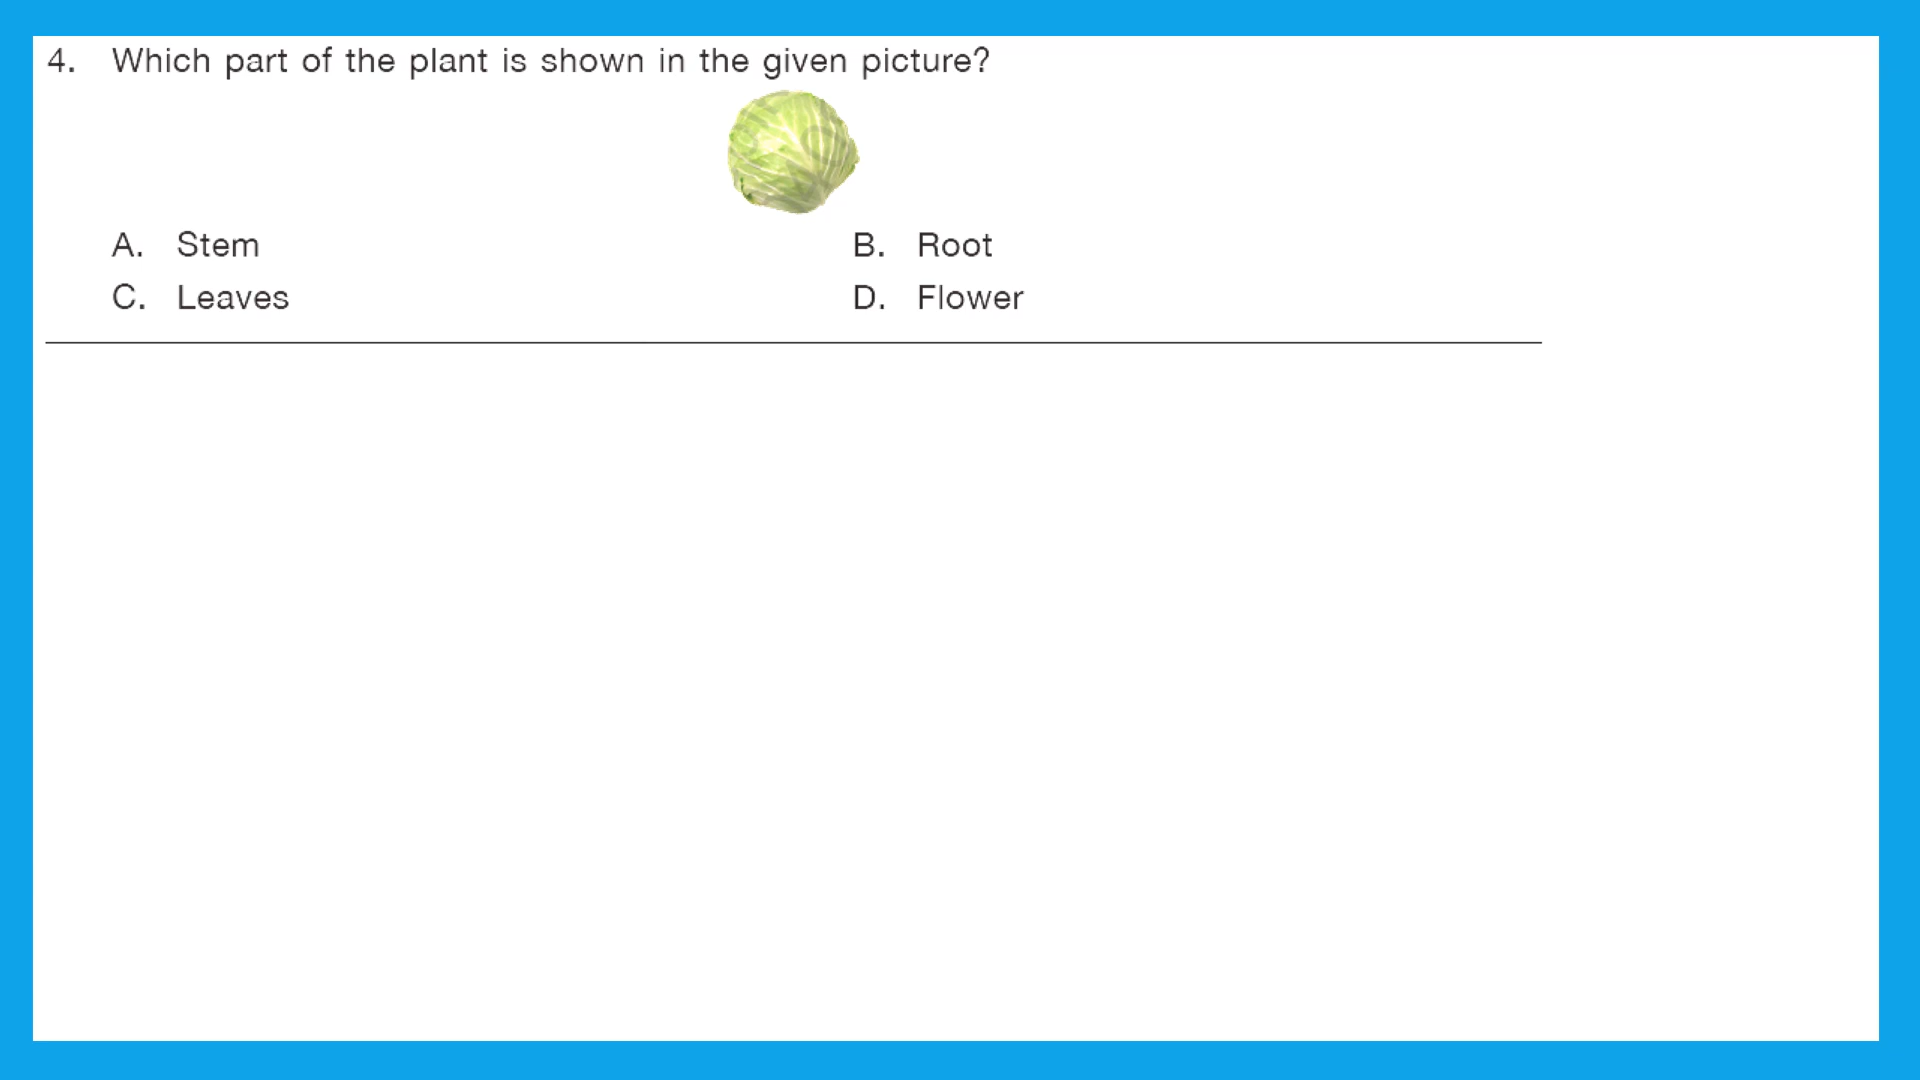 4. Which part of the plant is shown in the given picture?
A. Stem B. Root
C. Leaves D. Flower